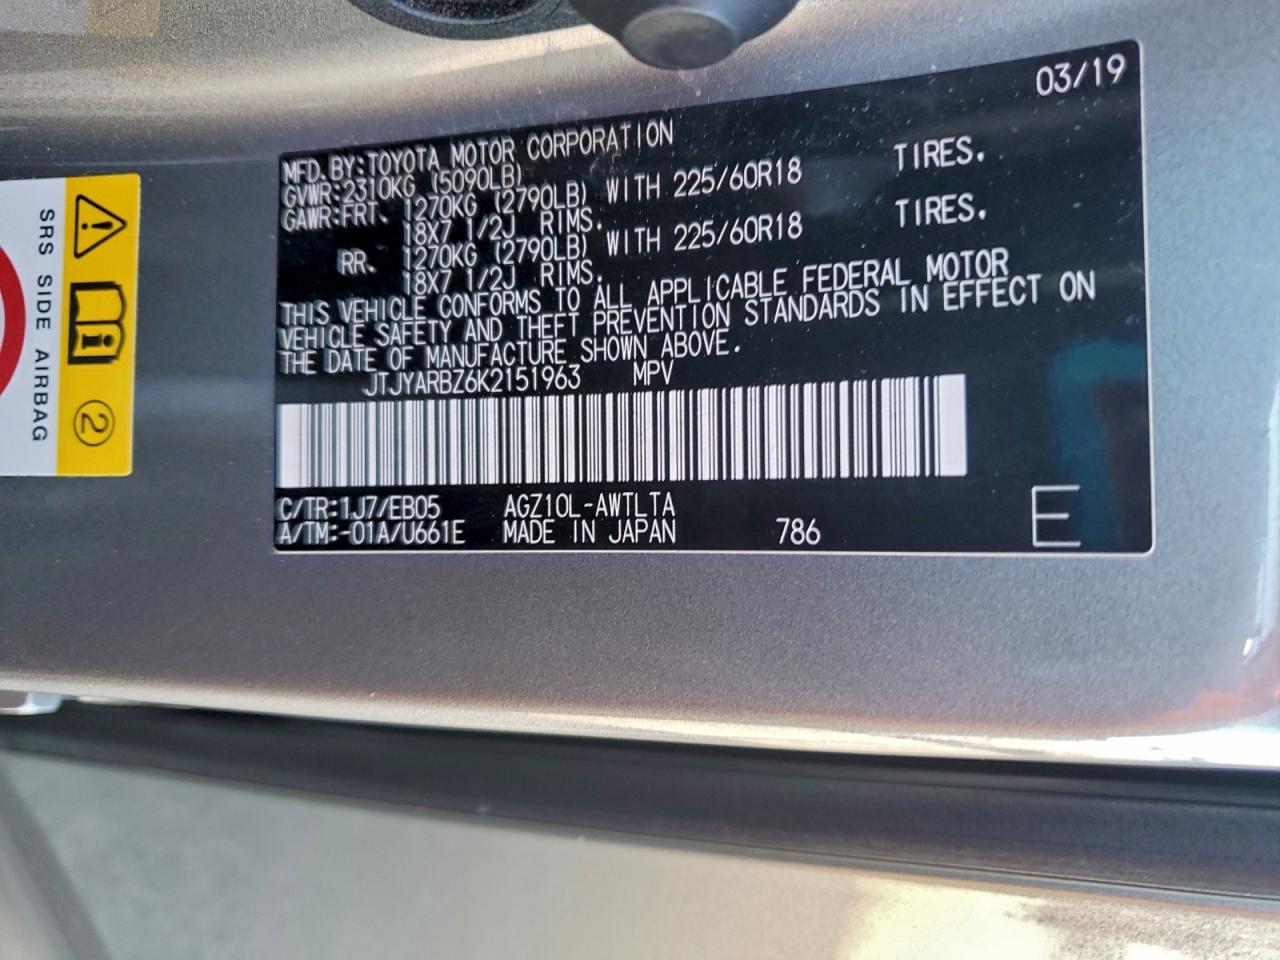 03/19
MFD. BY: TOYOTA MOTOR CORPORATION
GVWR: 2310KG (5090LB)
GAWR: FRT. 1270KG (2790LB) WITH 225/60R18 TIRES.
18X7 1/2J RIMS.
RR. 1270KG (2790LB) WITH 225/60R18 TIRES.
18X7 1/2J RIMS.
THIS VEHICLE CONFORMS TO ALL APPLICABLE FEDERAL MOTOR
VEHICLE SAFETY AND THEFT PREVENTION STANDARDS IN EFFECT ON
THE DATE OF MANUFACTURE SHOWN ABOVE.
JTJYARBZ6K2151963 MPV
C/TR:1J7/EB05 AGZ10L-AWTLTA
A/TM:-01A/U661E MADE IN JAPAN 786 E
SRS SIDE AIRBAG
2